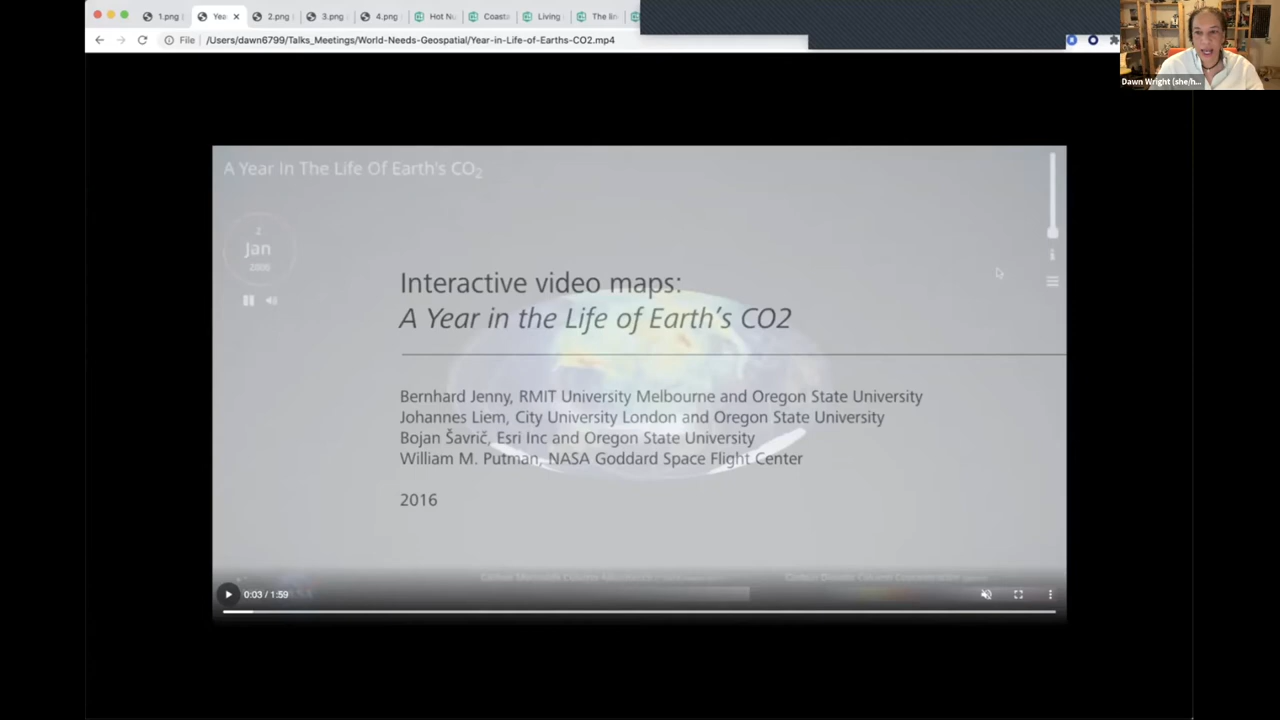 1.png
Yea
2.png
3.png
4.png
Hot Nu
Coasta
Living
The lin
File
/Users/dawn6799/Talks_Meetings/World-Needs-Geospatial/Year-in-Life-of-Earths-CO2.mp4
Dawn Wright (she/h...
A Year In The Life Of Earth's CO₂
2
Jan
2006
Interactive video maps:
A Year in the Life of Earth's CO2
Bernhard Jenny, RMIT University Melbourne and Oregon State University
Johannes Liem, City University London and Oregon State University
Bojan Šavrič, Esri Inc and Oregon State University
William M. Putman, NASA Goddard Space Flight Center
2016
0:03 / 1:59